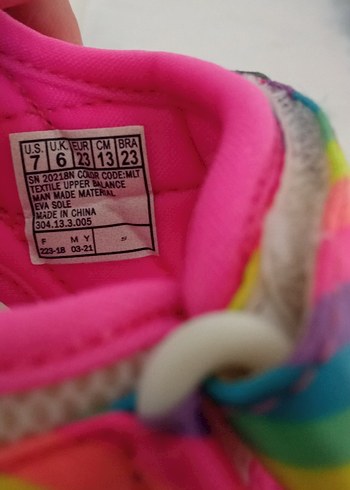 U.S. U.K. EUR CM BRA
7 6 23 13 23
SN 20218N COLOR CODE:MLT
TEXTILE UPPER BALANCE
MAN MADE MATERIAL
EVA SOLE
MADE IN CHINA
304.13.3.005
F M Y
223-18 03-21